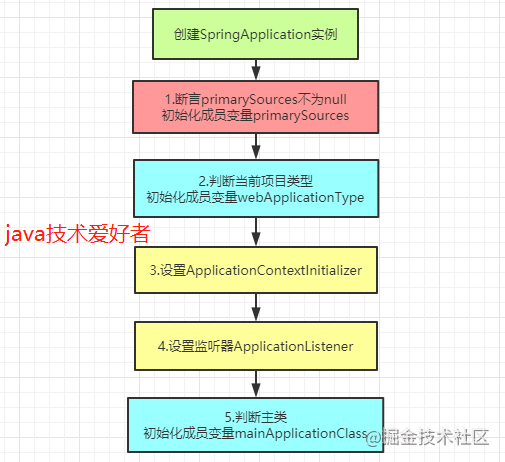 创建SpringApplication实例
1.断言primarySources不为null
初始化成员变量primarySources
2.判断当前项目类型
初始化成员变量webApplicationType
java技术爱好者
3.设置ApplicationContextInitializer
4.设置监听器ApplicationListener
5.判断主类
初始化成员变量mainApplicationClass
@掘金技术社区